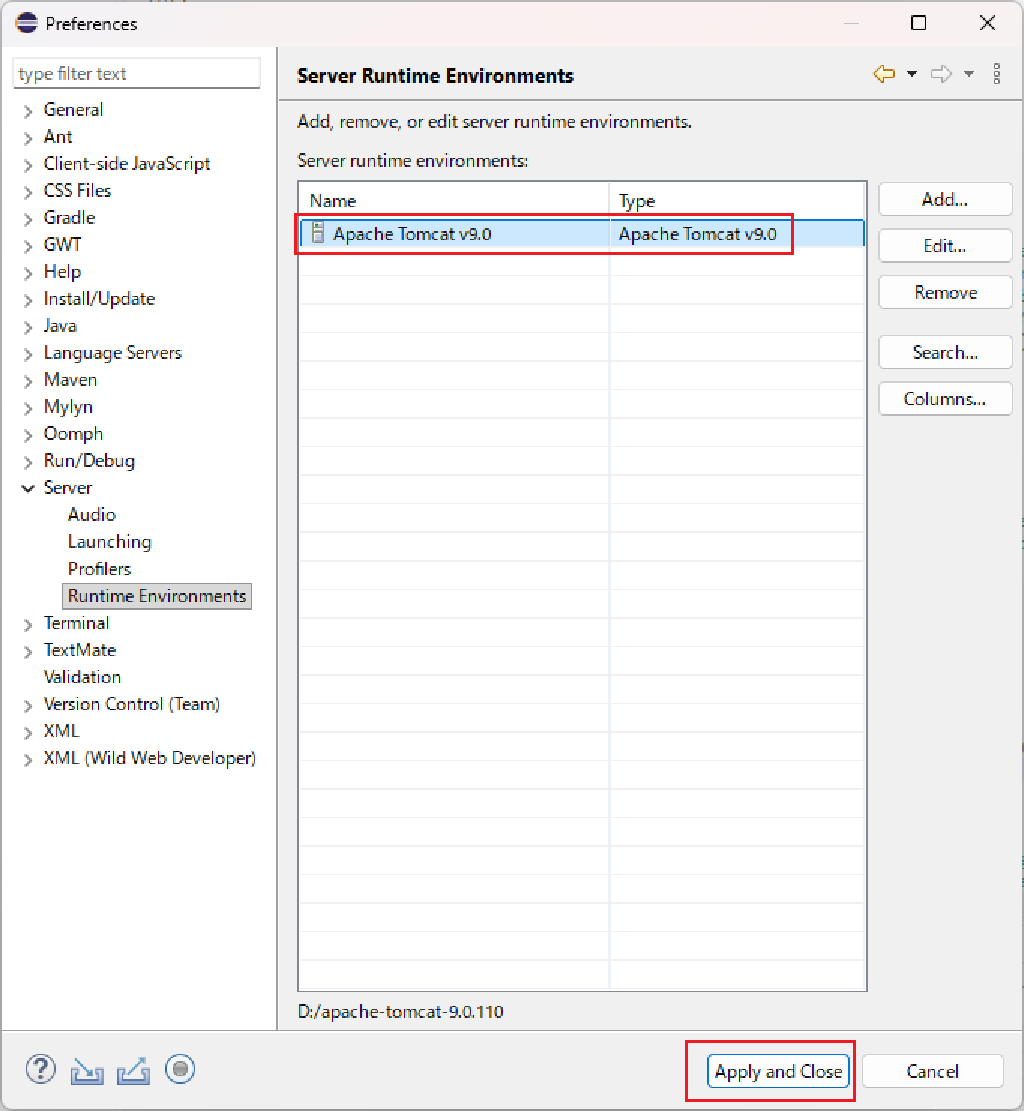 Preferences
type filter text
General
Ant
Client-side JavaScript
CSS Files
Gradle
GWT
Help
Install/Update
Java
Language Servers
Maven
Mylyn
Oomph
Run/Debug
Server
Audio
Launching
Profilers
Runtime Environments
Terminal
TextMate
Validation
Version Control (Team)
XML
XML (Wild Web Developer)
Server Runtime Environments
Add, remove, or edit server runtime environments.
Server runtime environments:
Name Type
Apache Tomcat v9.0 Apache Tomcat v9.0
Add...
Edit...
Remove
Search...
Columns...
D:/apache-tomcat-9.0.110
Apply and Close
Cancel